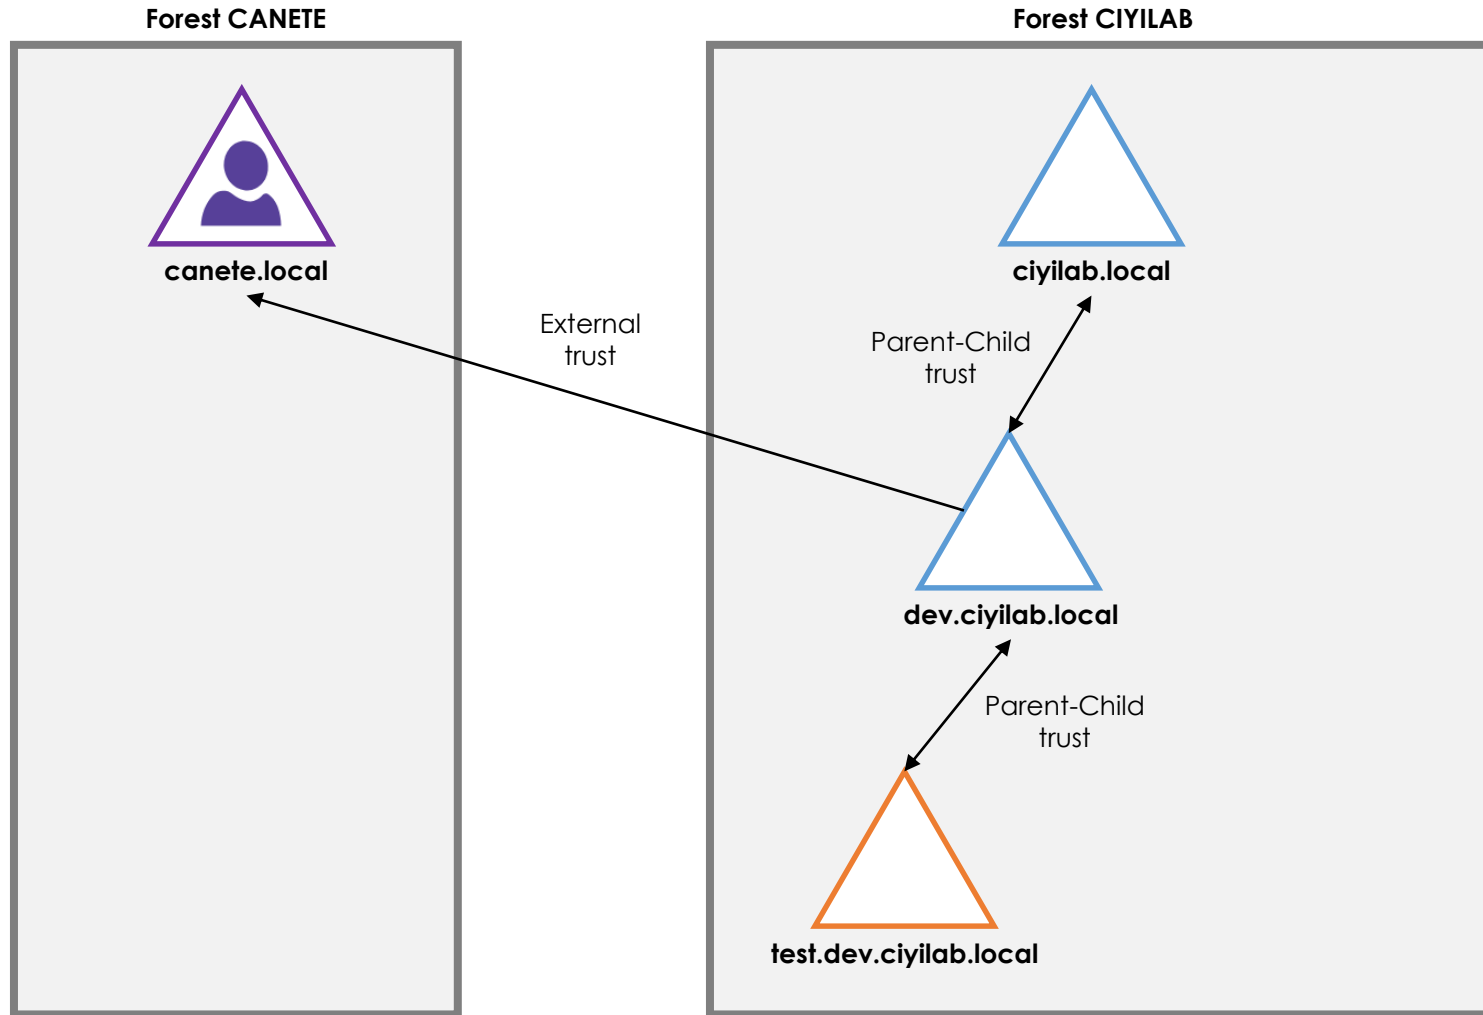 Forest CANETE
Forest CIYILAB
canete.local
ciyilab.local
External
trust
Parent-Child
trust
dev.ciyilab.local
Parent-Child
trust
test.dev.ciyilab.local